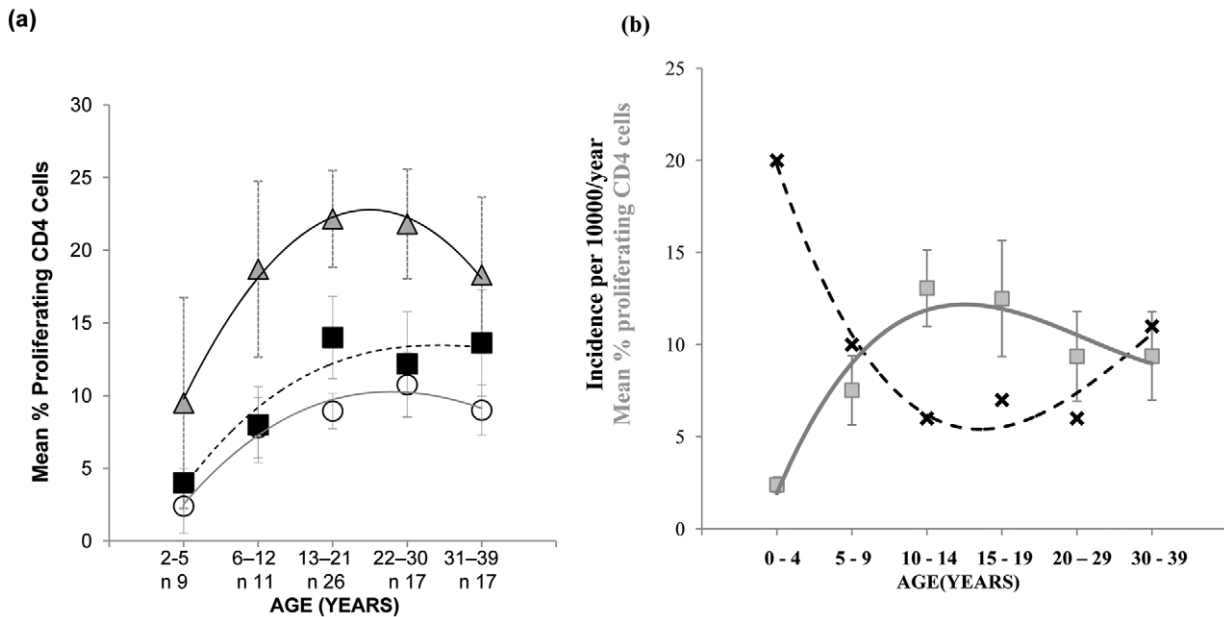 (a)
Mean % Proliferating CD4 Cells
30
25
20
15
10
5
0
2-5 6–12 13–21 22–30 31–39
n 9 n 11 n 26 n 17 n 17
AGE (YEARS)
(b)
Incidence per 10000/year
Mean % proliferating CD4 cells
25
20
15
10
5
0
0 - 4 5 - 9 10 - 14 15 - 19 20 – 29 30 - 39
AGE(YEARS)